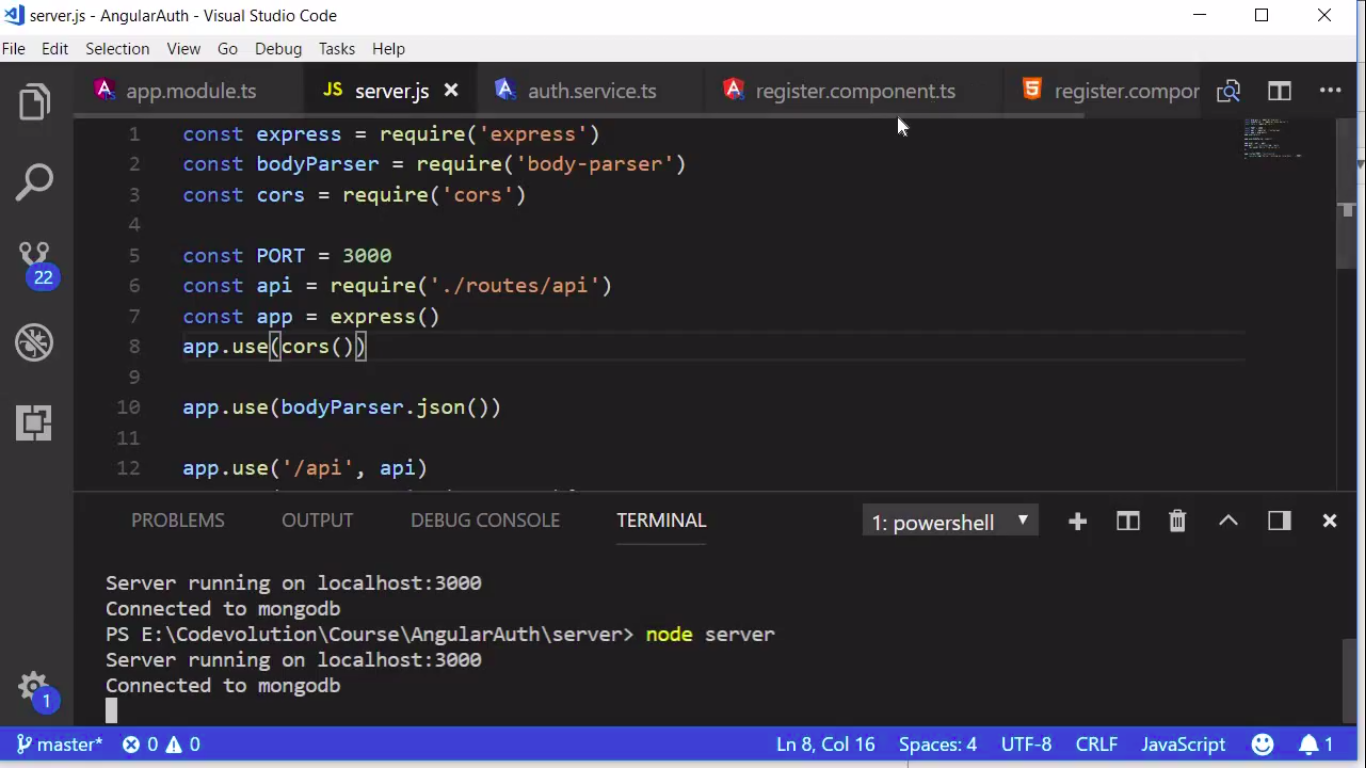 server.js - AngularAuth - Visual Studio Code
File Edit Selection View Go Debug Tasks Help
app.module.ts JS server.js auth.service.ts register.component.ts register.compor
1 const express = require('express')
2 const bodyParser = require('body-parser')
3 const cors = require('cors')
4
5 const PORT = 3000
6 const api = require('./routes/api')
7 const app = express()
8 app.use(cors())
9
10 app.use(bodyParser.json())
11
12 app.use('/api', api)
22
PROBLEMS OUTPUT DEBUG CONSOLE TERMINAL 1: powershell
Server running on localhost:3000
Connected to mongodb
PS E:\Codevolution\Course\AngularAuth\server> node server
Server running on localhost:3000
Connected to mongodb
1
master* 0 0 Ln 8, Col 16 Spaces: 4 UTF-8 CRLF JavaScript 1